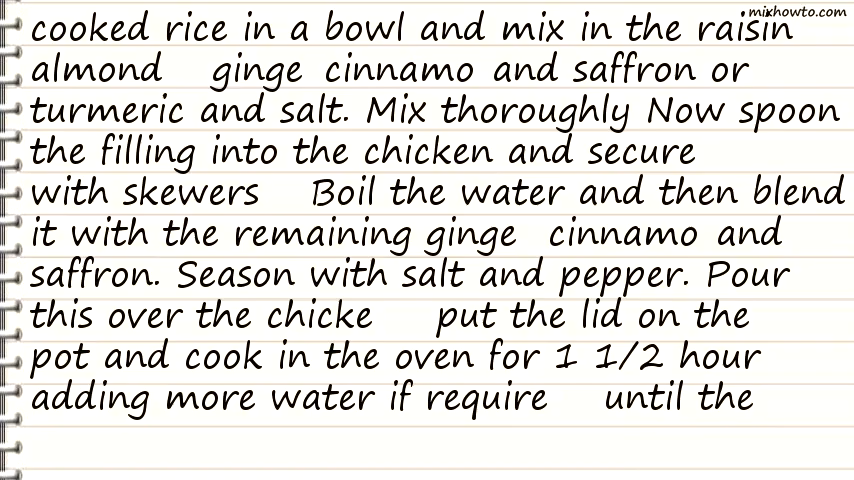 mixhowto.com
cooked rice in a bowl and mix in the raisin
almond ginge cinnamo and saffron or
turmeric and salt. Mix thoroughly Now spoon
the filling into the chicken and secure
with skewers Boil the water and then blend
it with the remaining ginge cinnamo and
saffron. Season with salt and pepper. Pour
this over the chicke put the lid on the
pot and cook in the oven for 1 1/2 hour
adding more water if require until the